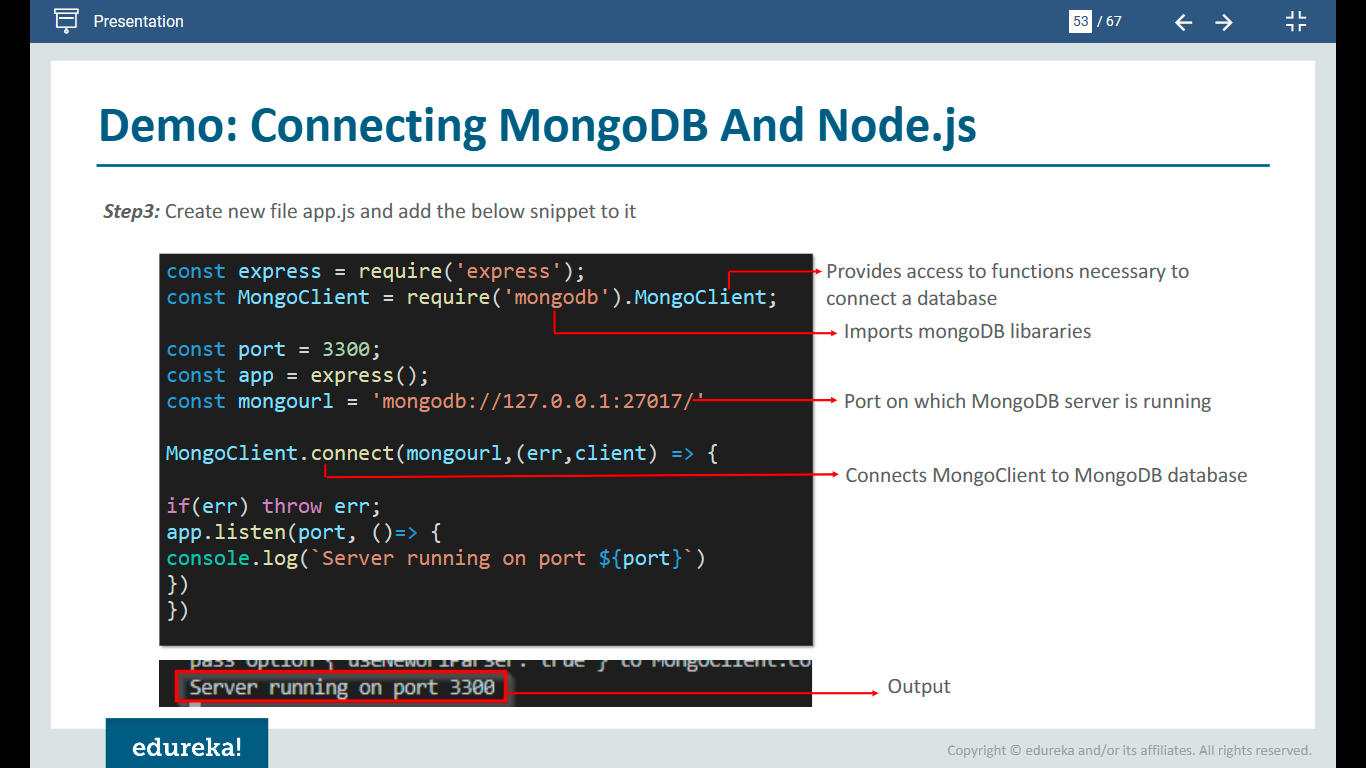 Presentation
53 / 67
Demo: Connecting MongoDB And Node.js
Step3: Create new file app.js and add the below snippet to it
const express = require('express');
const MongoClient = require('mongodb').MongoClient;
const port = 3300;
const app = express();
const mongourl = 'mongodb://127.0.0.1:27017/'
MongoClient.connect(mongourl,(err,client) => {
if(err) throw err;
app.listen(port, ()=> {
console.log(`Server running on port ${port}`)
})
})
Provides access to functions necessary to
connect a database
Imports mongoDB libararies
Port on which MongoDB server is running
Connects MongoClient to MongoDB database
pass option { useNewUrlParser: true } to MongoClient.co
Server running on port 3300
Output
edureka!
Copyright © edureka and/or its affiliates. All rights reserved.